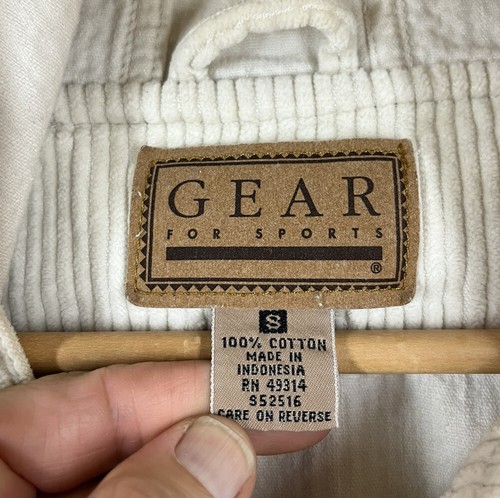 GEAR
FOR SPORTS
®
S
100% COTTON
MADE IN
INDONESIA
RN 49314
S52516
CARE ON REVERSE